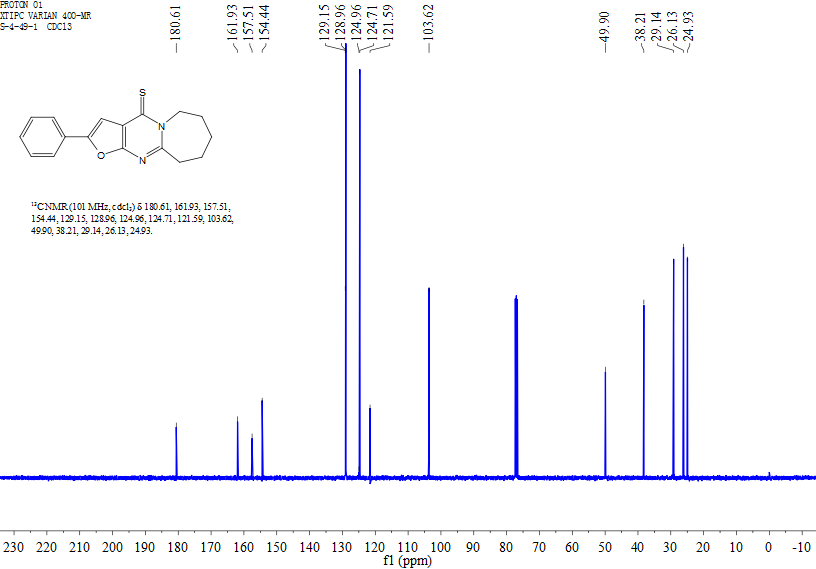 PROTON 01
XTIPC VARIAN 400-MR
S-4-49-1 CDCl3
180.61
161.93
157.51
154.44
129.15
128.96
124.96
124.71
121.59
103.62
49.90
38.21
29.14
26.13
24.93
S
N
O
N
¹³C NMR (101 MHz, cdcl₃) δ 180.61, 161.93, 157.51,
154.44, 129.15, 128.96, 124.96, 124.71, 121.59, 103.62,
49.90, 38.21, 29.14, 26.13, 24.93.
230 220 210 200 190 180 170 160 150 140 130 120 110 100 90 80 70 60 50 40 30 20 10 0 -10
f1 (ppm)